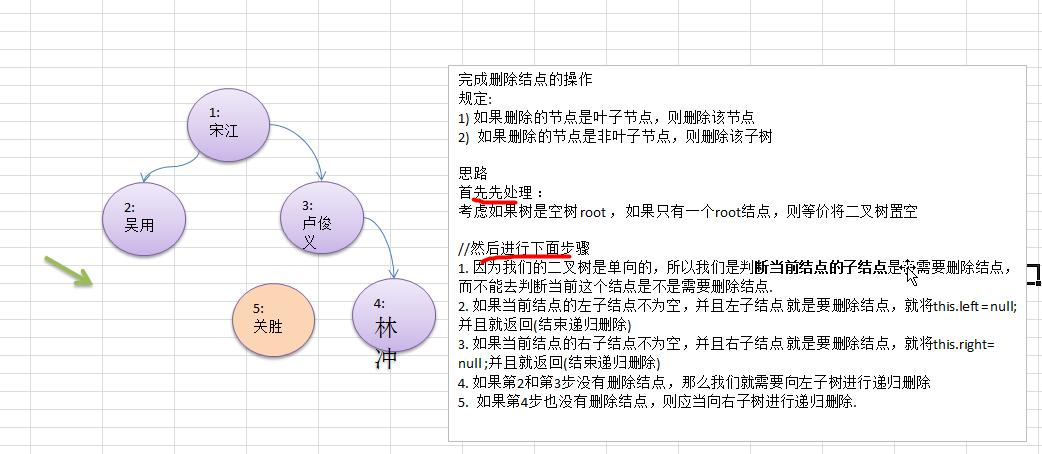 1:
宋江
2:
吴用
3:
卢俊
义
5:
关胜
4:
林
冲
完成删除结点的操作
规定:
1) 如果删除的节点是叶子节点，则删除该节点
2) 如果删除的节点是非叶子节点，则删除该子树
思路
首先先处理：
考虑如果树是空树root ，如果只有一个root结点，则等价将二叉树置空
//然后进行下面步骤
1. 因为我们的二叉树是单向的，所以我们是判断当前结点的子结点是 需要删除结点，
而不能去判断当前这个结点是不是需要删除结点.
2. 如果当前结点的左子结点不为空，并且左子结点 就是要删除结点，就将this.left = null;
并且就返回(结束递归删除)
3. 如果当前结点的右子结点不为空，并且右子结点 就是要删除结点，就将this.right=
null ;并且就返回(结束递归删除)
4. 如果第2和第3步没有删除结点，那么我们就需要向左子树进行递归删除
5. 如果第4步也没有删除结点，则应当向右子树进行递归删除.